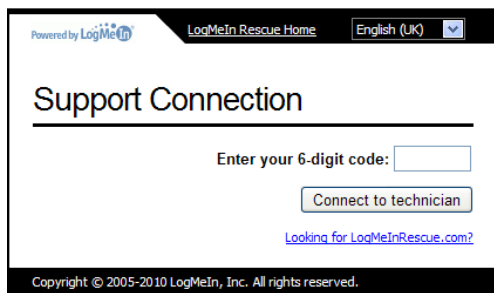 Powered by LogMeIn LogMeIn Rescue Home English (UK)
Support Connection
Enter your 6-digit code:
Connect to technician
Looking for LogMeInRescue.com?
Copyright © 2005-2010 LogMeIn, Inc. All rights reserved.